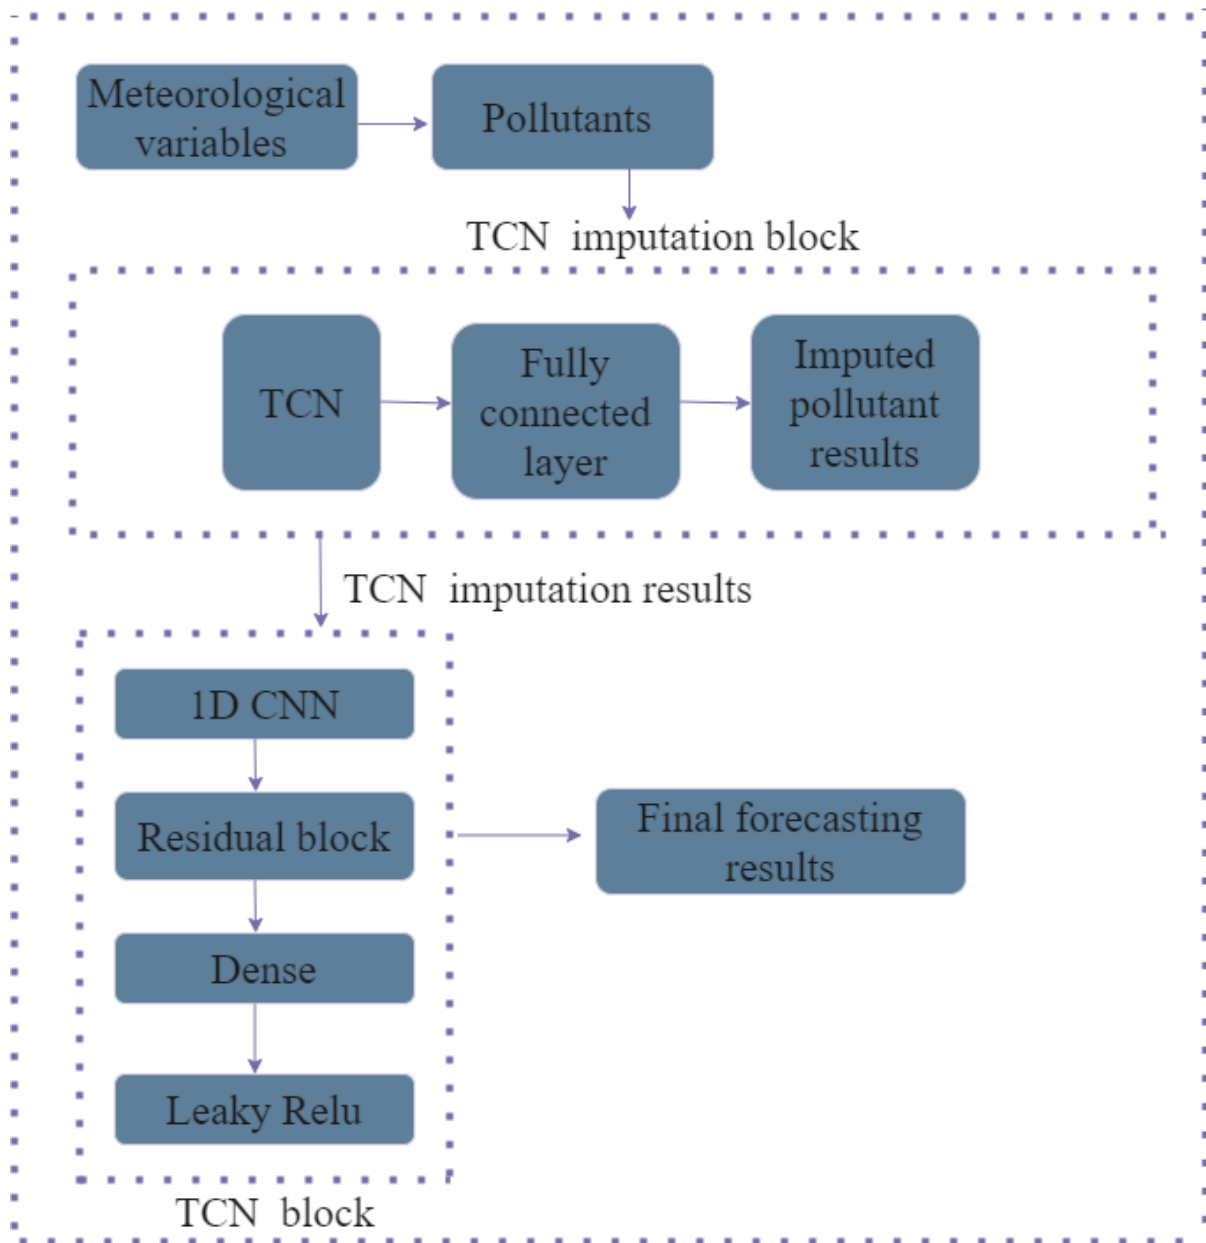 Meteorological
variables
Pollutants
TCN imputation block
TCN
Fully
connected
layer
Imputed
pollutant
results
TCN imputation results
1D CNN
Residual block
Dense
Leaky Relu
TCN block
Final forecasting
results